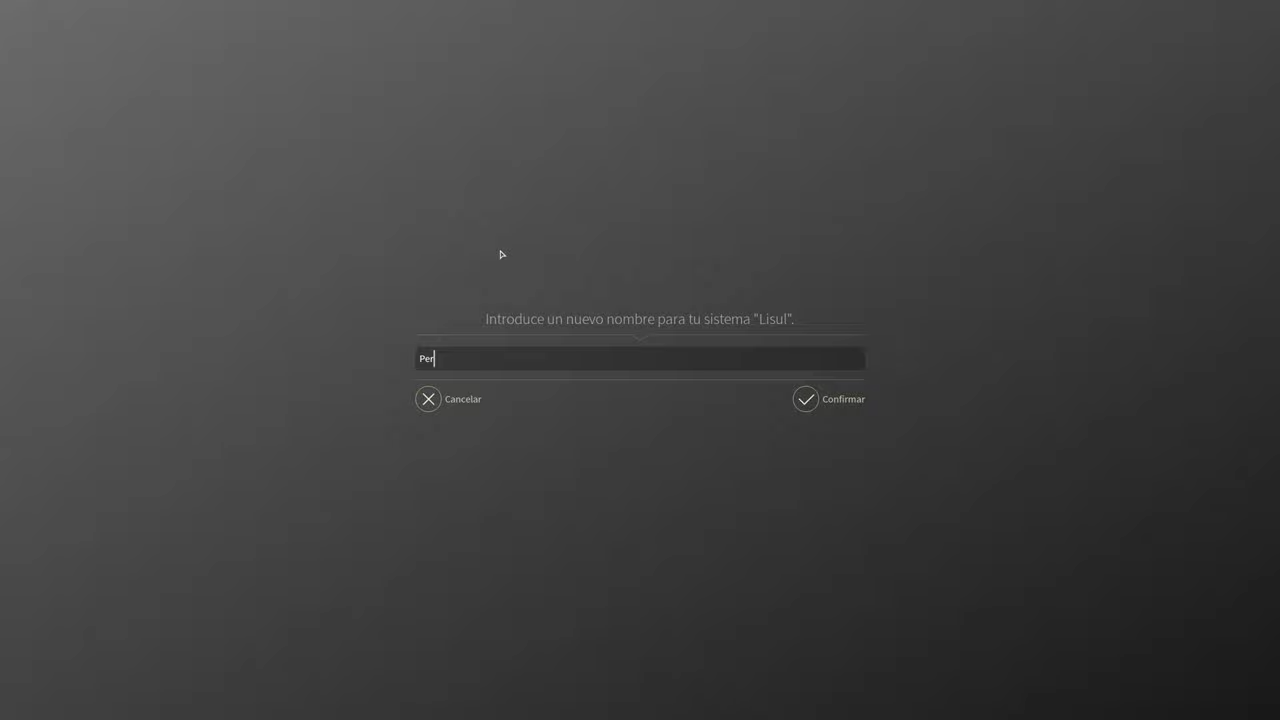 Introduce un nuevo nombre para tu sistema "Lisul".
Per
Cancelar
Confirmar